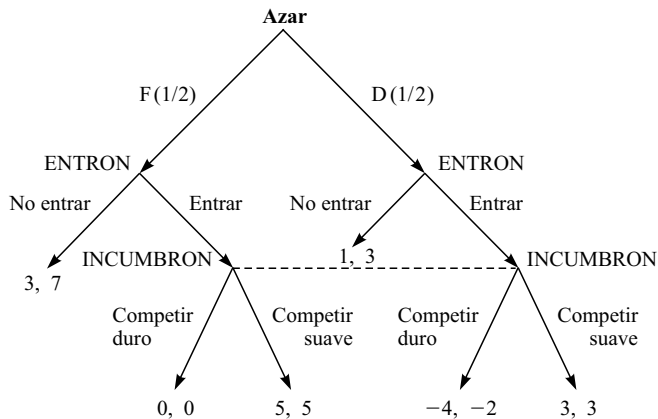 Azar
F (1/2)
D (1/2)
ENTRON
ENTRON
No entrar
Entrar
No entrar
Entrar
3, 7
INCUMBRON
1, 3
INCUMBRON
Competir
duro
Competir
suave
Competir
duro
Competir
suave
0, 0
5, 5
−4, −2
3, 3